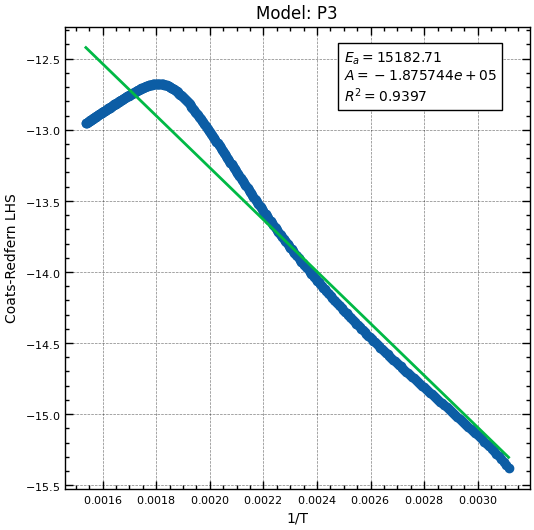 Model: P3
E_a = 15182.71
A = −1.875744e + 05
R² = 0.9397
Coats-Redfern LHS
−12.5
−13.0
−13.5
−14.0
−14.5
−15.0
−15.5
0.0016 0.0018 0.0020 0.0022 0.0024 0.0026 0.0028 0.0030
1/T